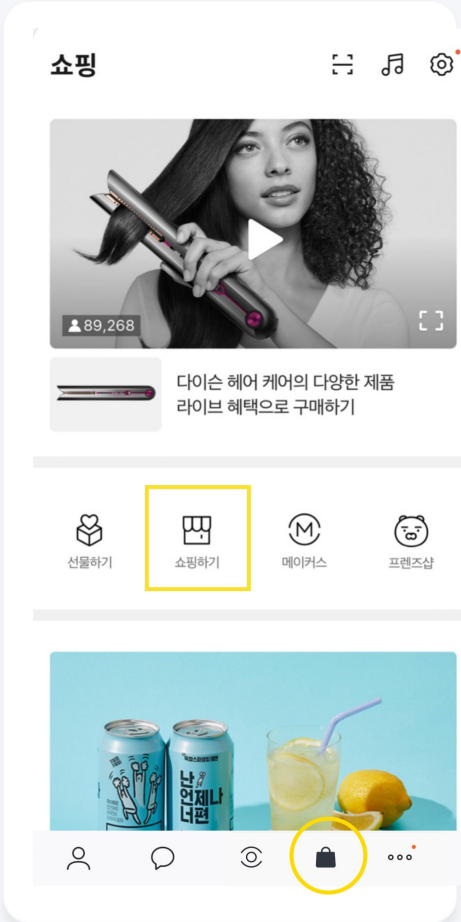 쇼핑
89,268
다이슨 헤어 케어의 다양한 제품
라이브 혜택으로 구매하기
선물하기
쇼핑하기
메이커스
프렌즈샵
난
언제나
너편